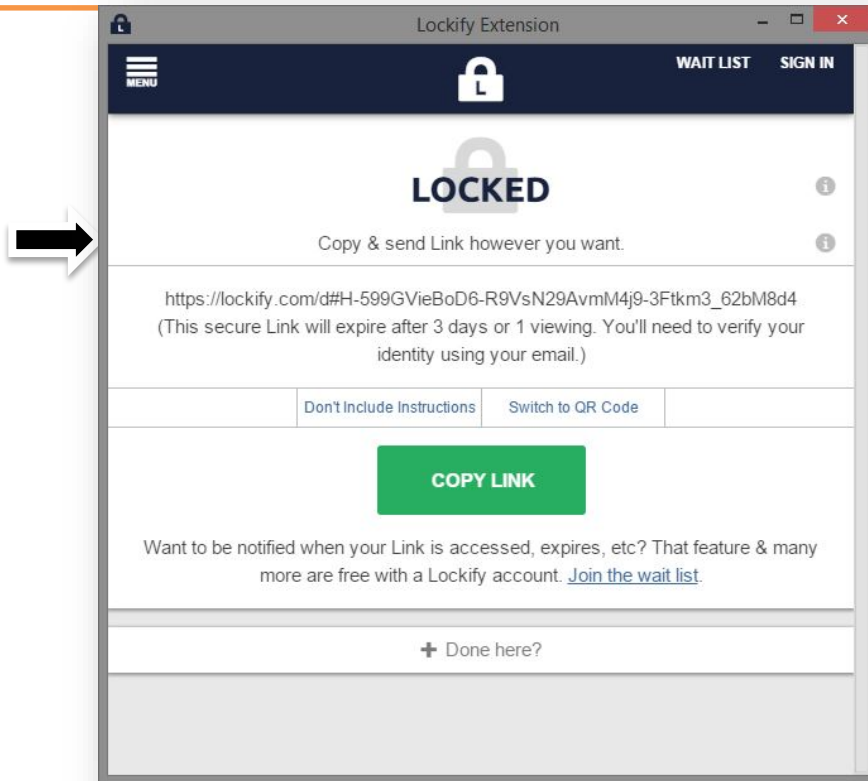 Lockify Extension
MENU
L
WAIT LIST SIGN IN
LOCKED
Copy & send Link however you want.
https://lockify.com/d#H-599GVieBoD6-R9VsN29AvmM4j9-3Ftkm3_62bM8d4
(This secure Link will expire after 3 days or 1 viewing. You'll need to verify your
identity using your email.)
Don't Include Instructions Switch to QR Code
COPY LINK
Want to be notified when your Link is accessed, expires, etc? That feature & many
more are free with a Lockify account. Join the wait list.
+ Done here?